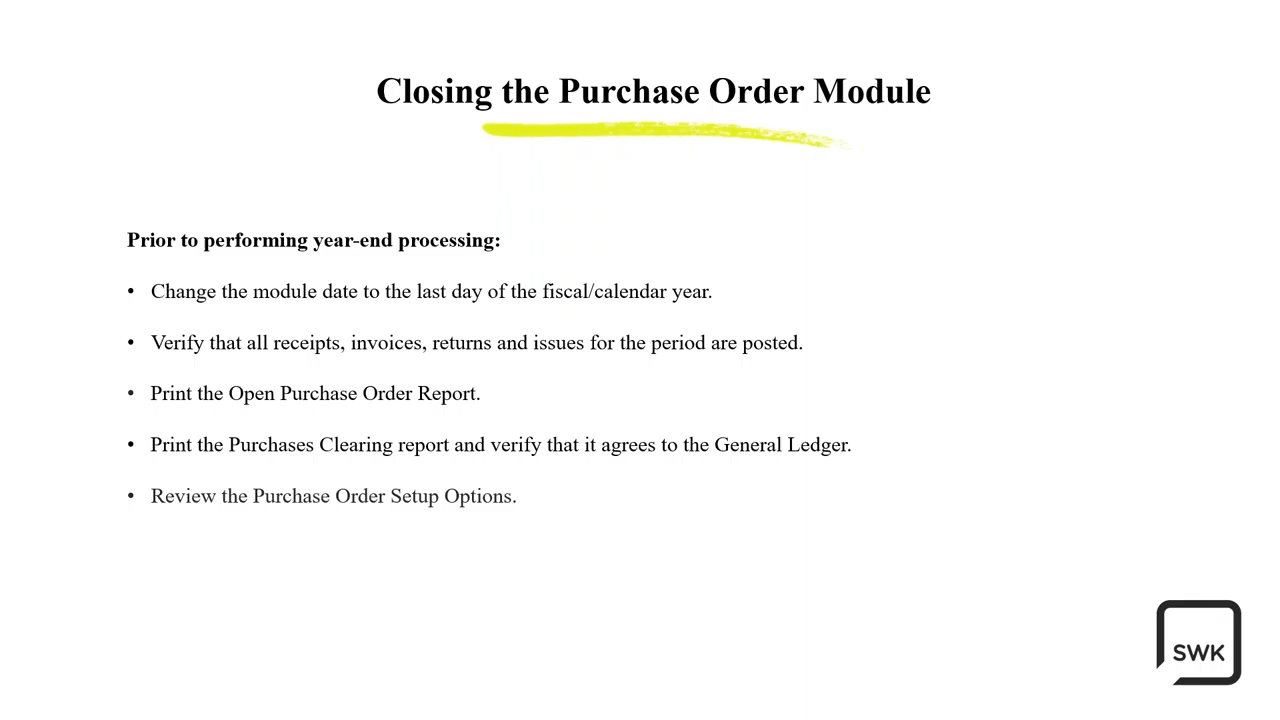 Closing the Purchase Order Module
Prior to performing year-end processing:
• Change the module date to the last day of the fiscal/calendar year.
• Verify that all receipts, invoices, returns and issues for the period are posted.
• Print the Open Purchase Order Report.
• Print the Purchases Clearing report and verify that it agrees to the General Ledger.
• Review the Purchase Order Setup Options.
SWK